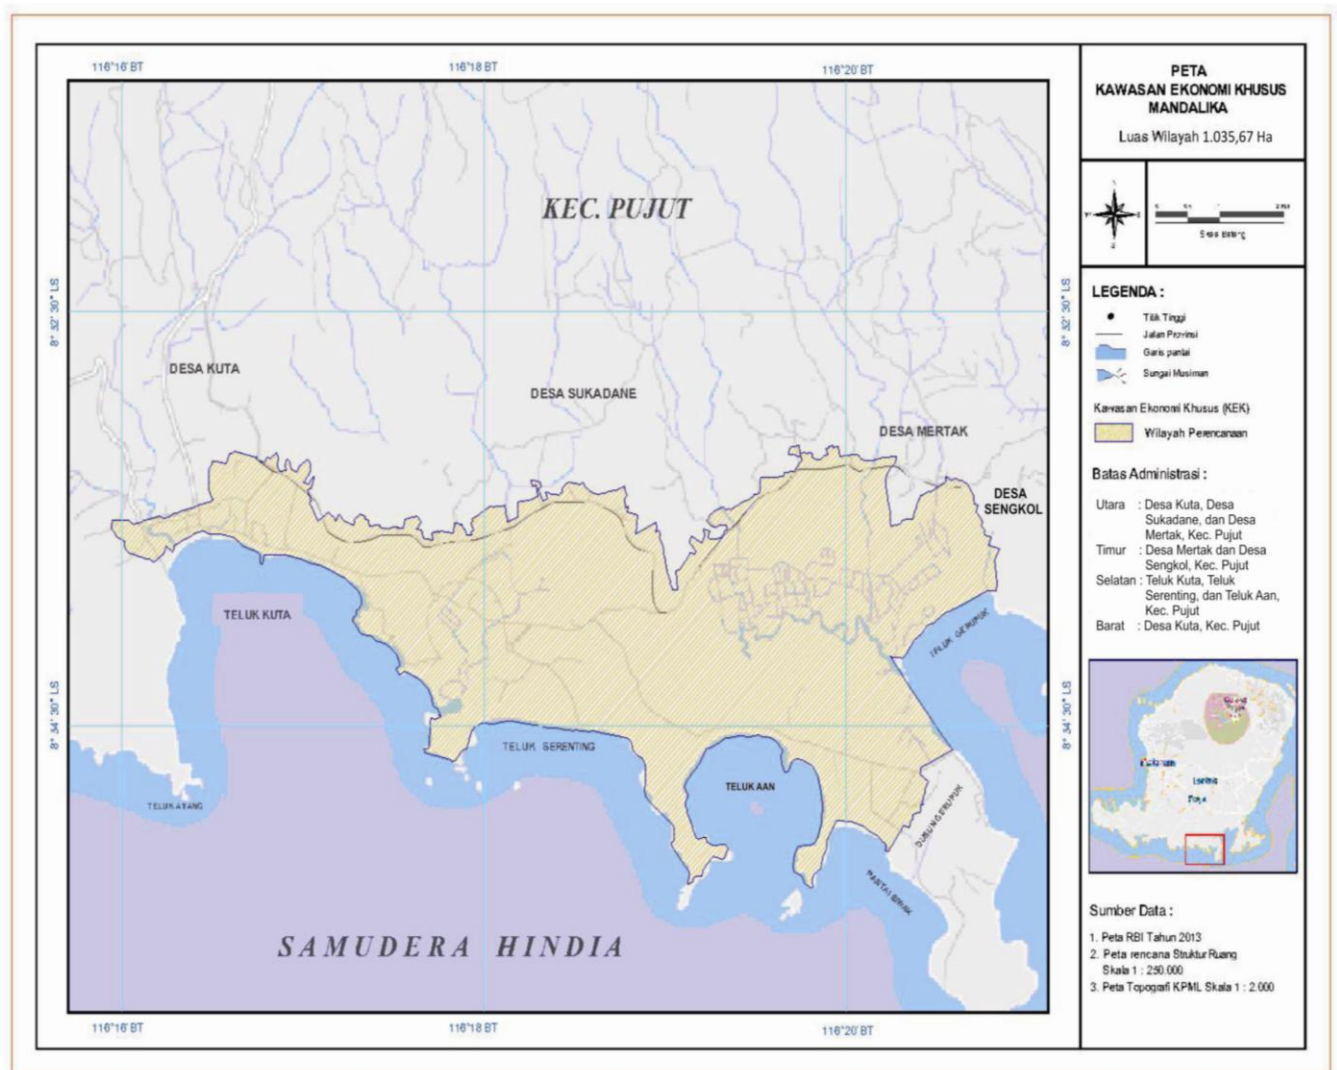 PETA
KAWASAN EKONOMI KHUSUS
MANDALIKA
Luas Wilayah 1.035,67 Ha
116°16' BT
116°18' BT
116°20' BT
8° 32' 30" LS
8° 32' 30" LS
KEC. PUJUT
DESA KUTA
DESA SUKADANE
DESA MERTAK
DESA
SENGKOL
TELUK KUTA
TELUK GERUPUK
8° 34' 30" LS
8° 34' 30" LS
TELUK SERENTING
TELUK AAN
TELUK AYANG
DUSUN GERUPUK
SAMUDERA HINDIA
116°16' BT
116°18' BT
116°20' BT
Skala Batang
LEGENDA :
Titik Tinggi
Jalan Provinsi
Garis pantai
Sungai Musiman
Kawasan Ekonomi Khusus (KEK)
Wilayah Perencanaan
Batas Administrasi :
Utara : Desa Kuta, Desa
Sukadane, dan Desa
Mertak, Kec. Pujut
Timur : Desa Mertak dan Desa
Sengkol, Kec. Pujut
Selatan : Teluk Kuta, Teluk
Serenting, dan Teluk Aan,
Kec. Pujut
Barat : Desa Kuta, Kec. Pujut
Sumber Data :
1. Peta RBI Tahun 2013
2. Peta rencana Struktur Ruang
Skala 1 : 250.000
3. Peta Topografi KPML Skala 1 : 2.000